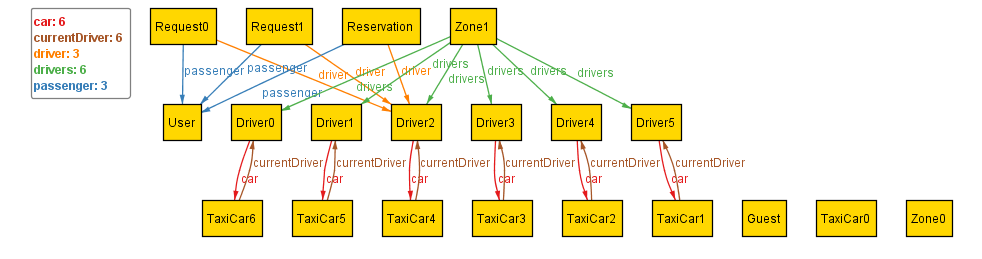 car: 6
currentDriver: 6
driver: 3
drivers: 6
passenger: 3
Request0 Request1 Reservation Zone1
passenger passenger driver driver driver drivers drivers drivers drivers
passenger drivers drivers
User Driver0 Driver1 Driver2 Driver3 Driver4 Driver5
currentDriver currentDriver currentDriver currentDriver currentDriver currentDriver
car car car car car car
TaxiCar6 TaxiCar5 TaxiCar4 TaxiCar3 TaxiCar2 TaxiCar1 Guest TaxiCar0 Zone0